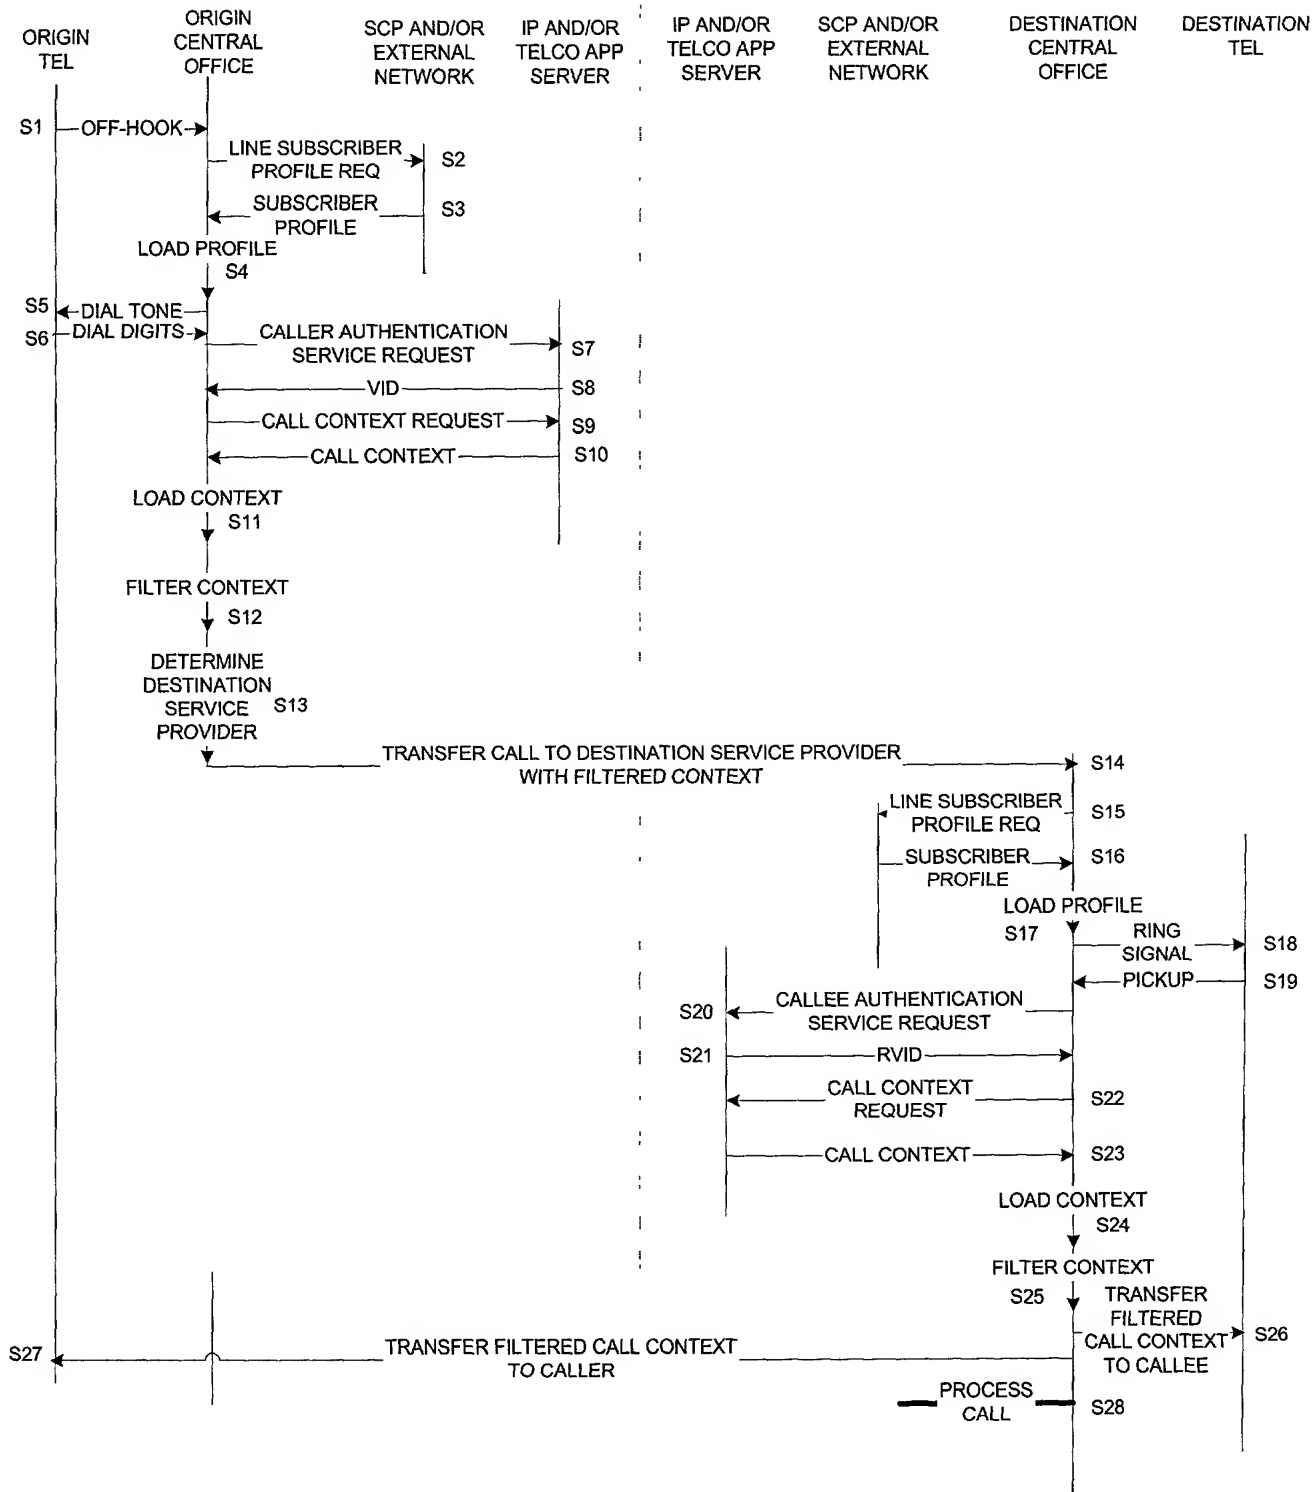 ORIGIN
TEL
ORIGIN
CENTRAL
OFFICE
SCP AND/OR
EXTERNAL
NETWORK
IP AND/OR
TELCO APP
SERVER
IP AND/OR
TELCO APP
SERVER
SCP AND/OR
EXTERNAL
NETWORK
DESTINATION
CENTRAL
OFFICE
DESTINATION
TEL
S1
OFF-HOOK
LINE SUBSCRIBER
PROFILE REQ
S2
SUBSCRIBER
PROFILE
S3
LOAD PROFILE
S4
S5
DIAL TONE
S6
DIAL DIGITS
CALLER AUTHENTICATION
SERVICE REQUEST
S7
VID
S8
CALL CONTEXT REQUEST
S9
CALL CONTEXT
S10
LOAD CONTEXT
S11
FILTER CONTEXT
S12
DETERMINE
DESTINATION
SERVICE
PROVIDER
S13
TRANSFER CALL TO DESTINATION SERVICE PROVIDER
WITH FILTERED CONTEXT
S14
LINE SUBSCRIBER
PROFILE REQ
S15
SUBSCRIBER
PROFILE
S16
LOAD PROFILE
S17
RING
SIGNAL
S18
PICKUP
S19
S20
CALLEE AUTHENTICATION
SERVICE REQUEST
S21
RVID
CALL CONTEXT
REQUEST
S22
CALL CONTEXT
S23
LOAD CONTEXT
S24
FILTER CONTEXT
S25
TRANSFER
FILTERED
CALL CONTEXT
TO CALLEE
S26
S27
TRANSFER FILTERED CALL CONTEXT
TO CALLER
PROCESS
CALL
S28